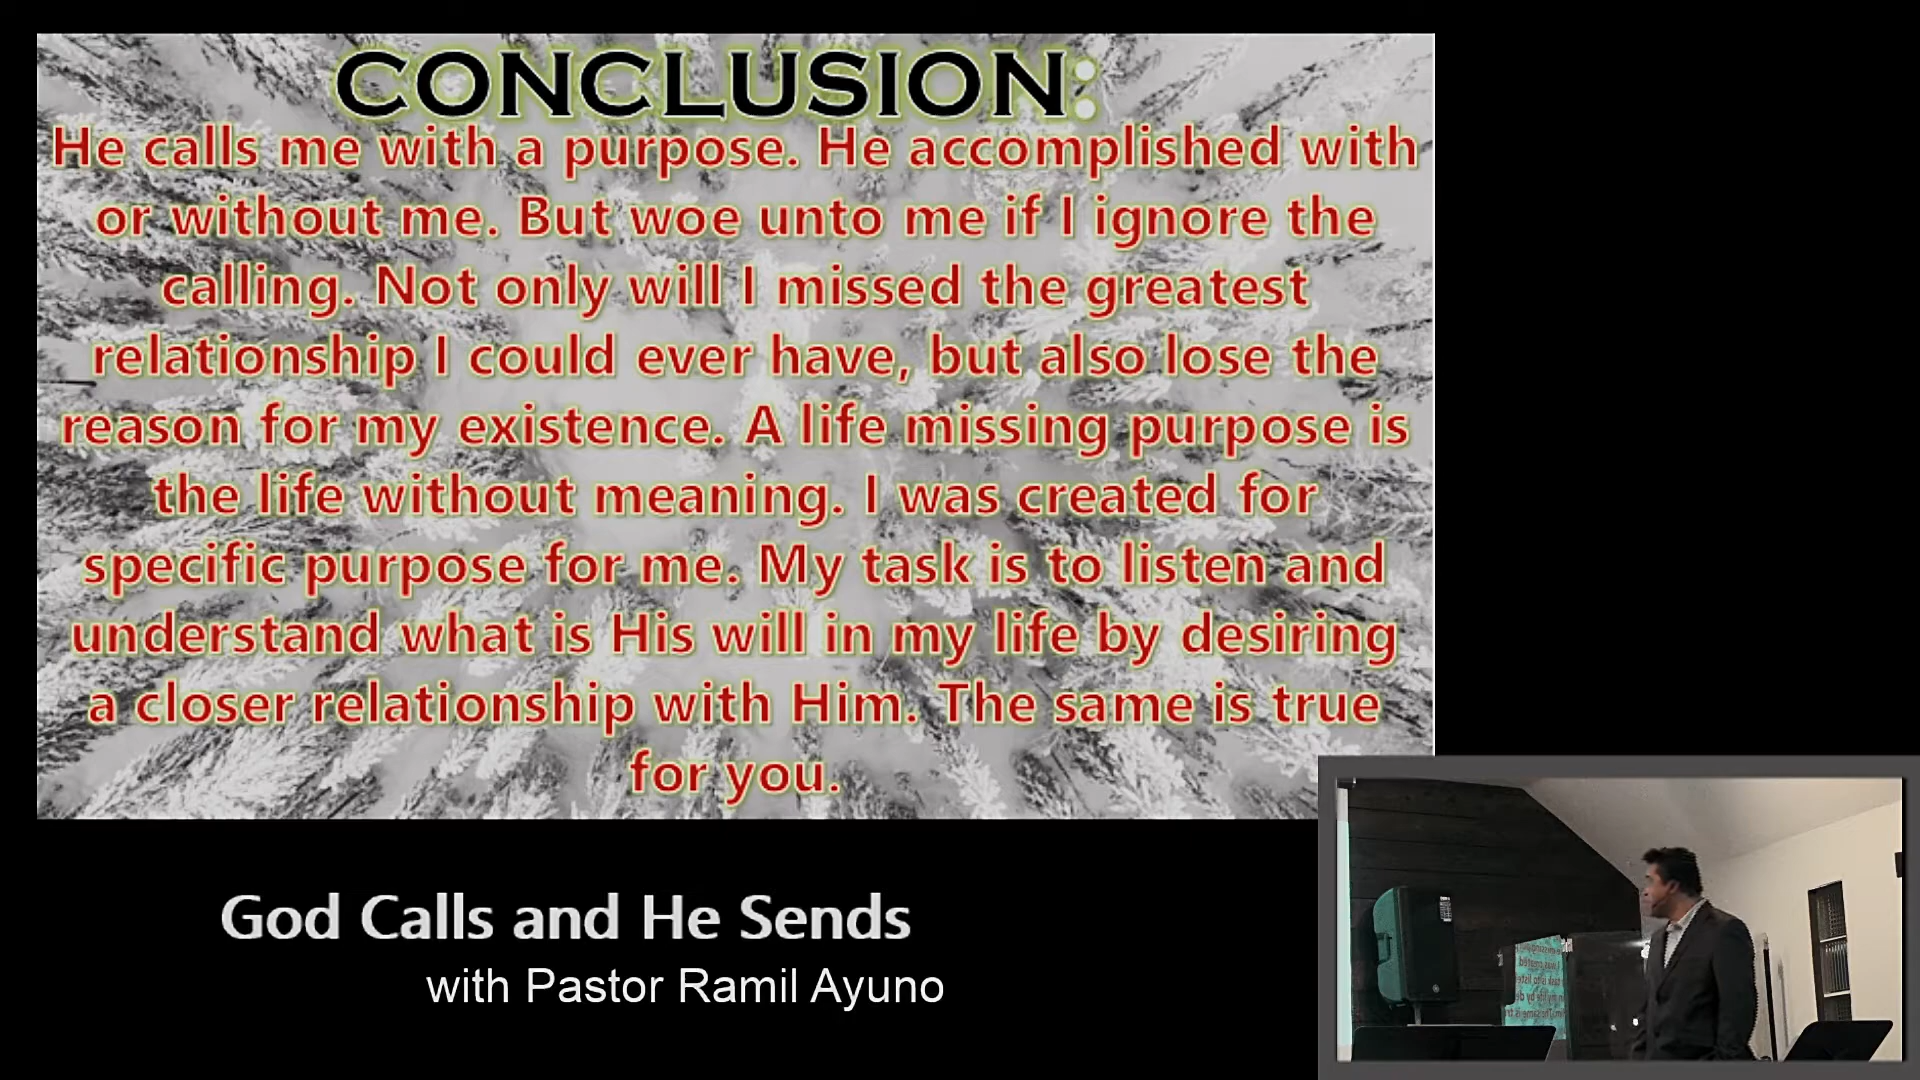 CONCLUSION:
He calls me with a purpose. He accomplished with
or without me. But woe unto me if I ignore the
calling. Not only will I missed the greatest
relationship I could ever have, but also lose the
reason for my existence. A life missing purpose is
the life without meaning. I was created for
specific purpose for me. My task is to listen and
understand what is His will in my life by desiring
a closer relationship with Him. The same is true
for you.
God Calls and He Sends
with Pastor Ramil Ayuno